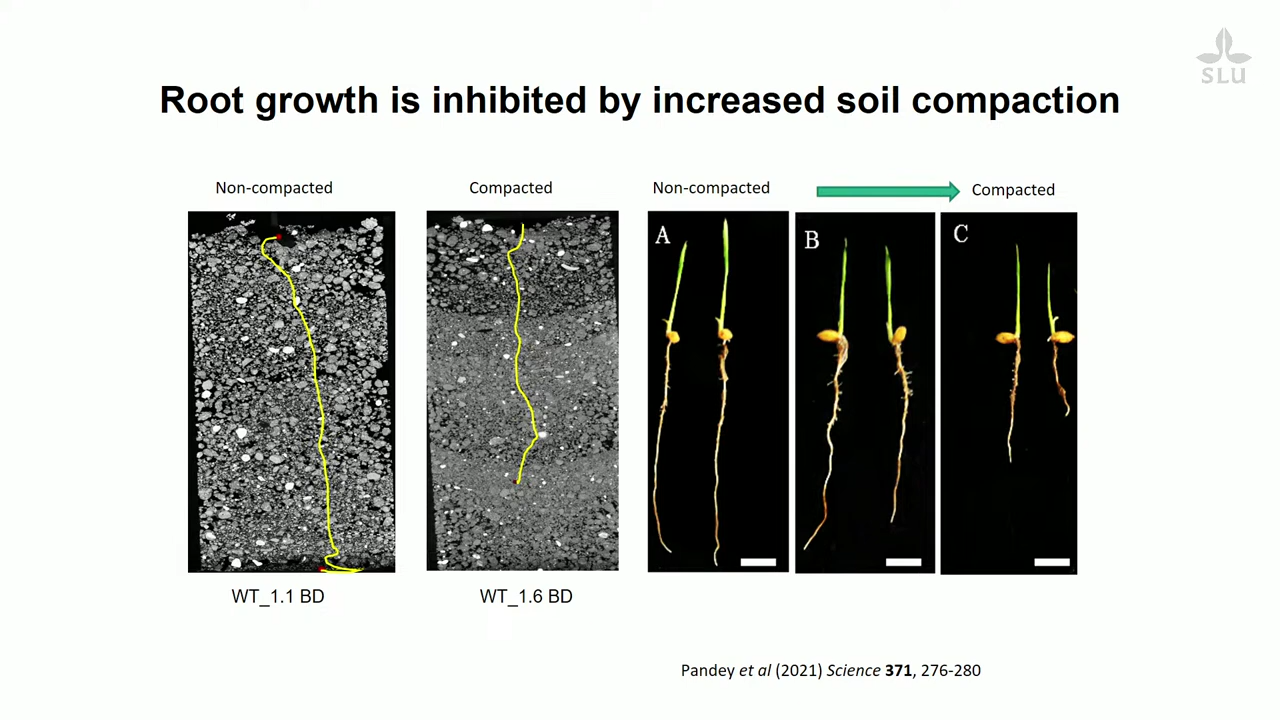 SLU
Root growth is inhibited by increased soil compaction
Non-compacted
Compacted
Non-compacted
Compacted
A
B
C
WT_1.1 BD
WT_1.6 BD
Pandey et al (2021) Science 371, 276-280